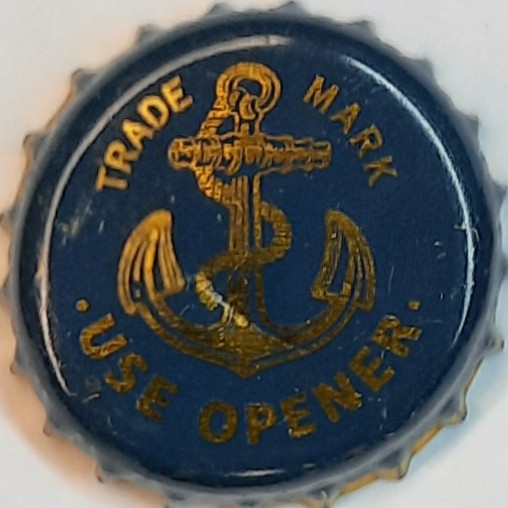 TRADE MARK
· USE OPENER ·